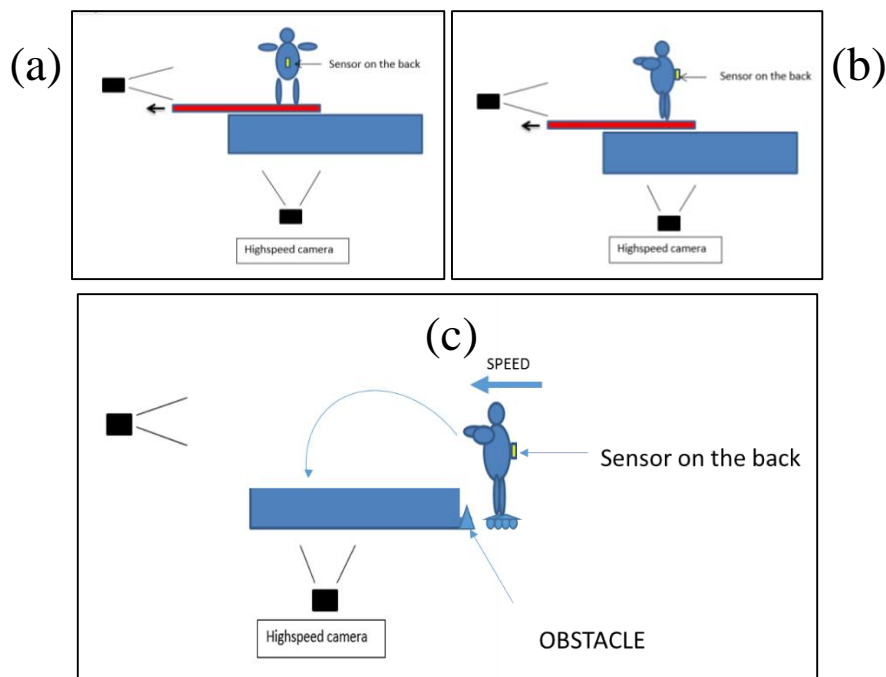 (a)
Sensor on the back
Highspeed camera
(b)
Sensor on the back
Highspeed camera
(c)
SPEED
Sensor on the back
Highspeed camera
OBSTACLE